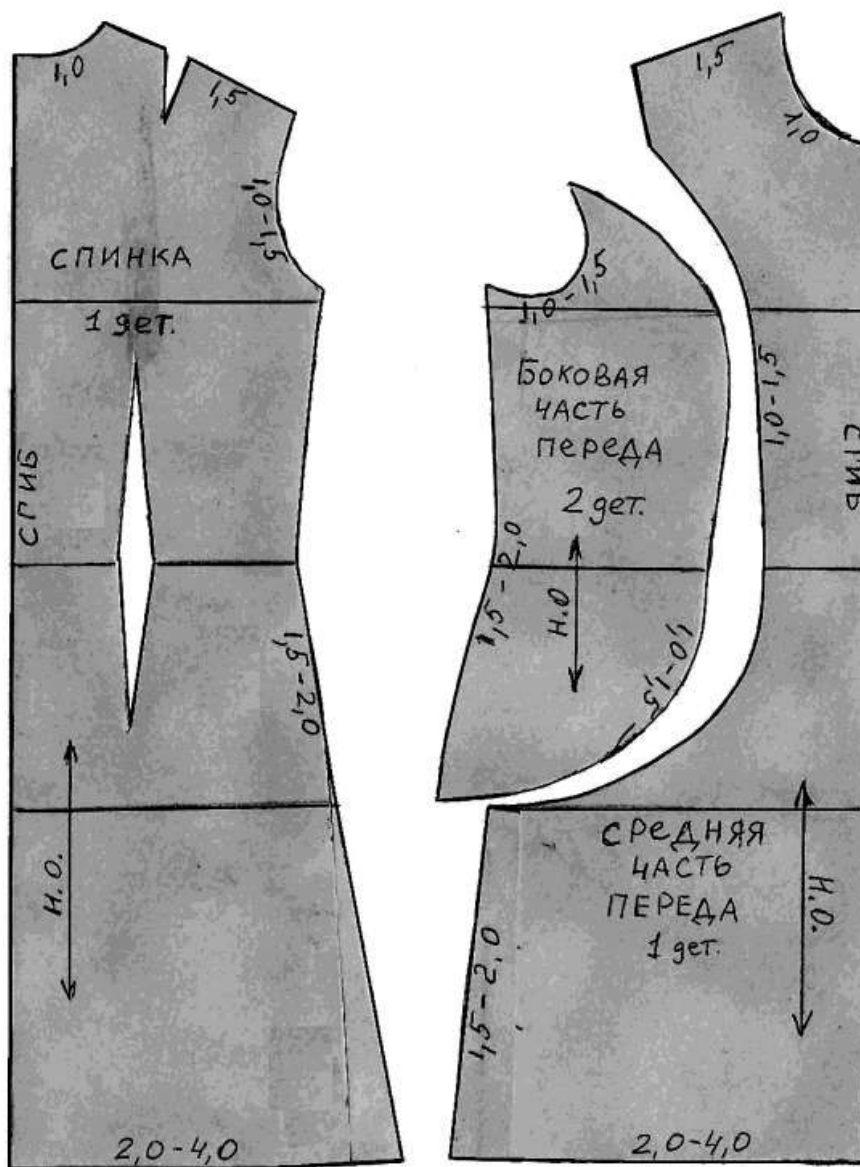 1,0
1,5
1,0-1,5
СПИНКА
1 дет.
СГИБ
1,5-2,0
Н.О.
2,0-4,0
1,5
1,0
1,0-1,5
БОКОВАЯ
ЧАСТЬ
ПЕРЕДА
2 дет.
1,0-1,5
СГИБ
1,5-2,0
Н.О
1,0-1,5
СРЕДНЯЯ
ЧАСТЬ
ПЕРЕДА
1 дет.
Н.О.
1,5-2,0
2,0-4,0